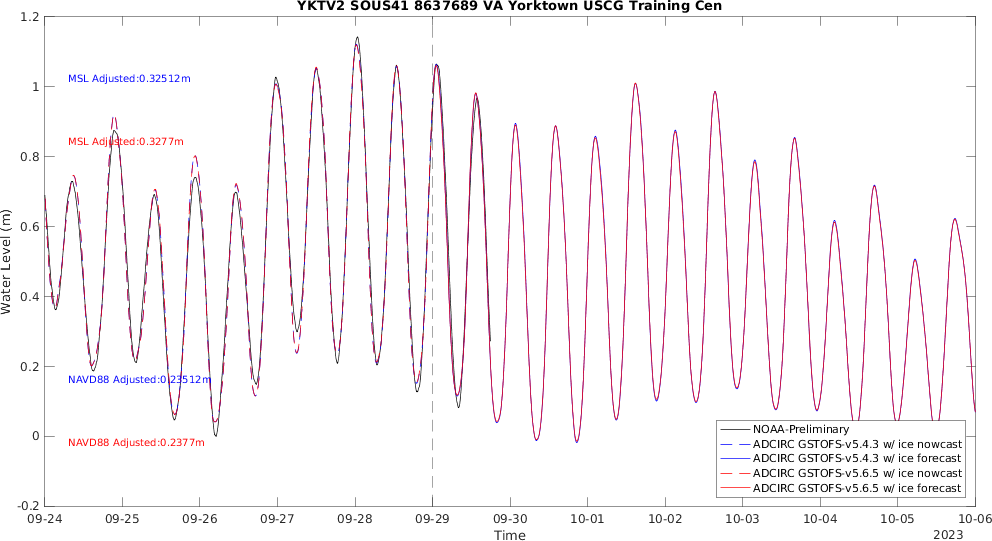 YKTV2 SOUS41 8637689 VA Yorktown USCG Training Cen
1.2
1
0.8
0.6
0.4
0.2
0
-0.2
Water Level (m)
MSL Adjusted:0.32512m
MSL Adjusted:0.3277m
NAVD88 Adjusted:0.23512m
NAVD88 Adjusted:0.2377m
NOAA-Preliminary
ADCIRC GSTOFS-v5.4.3 w/ ice nowcast
ADCIRC GSTOFS-v5.4.3 w/ ice forecast
ADCIRC GSTOFS-v5.6.5 w/ ice nowcast
ADCIRC GSTOFS-v5.6.5 w/ ice forecast
09-24 09-25 09-26 09-27 09-28 09-29 09-30 10-01 10-02 10-03 10-04 10-05 10-06
Time
2023